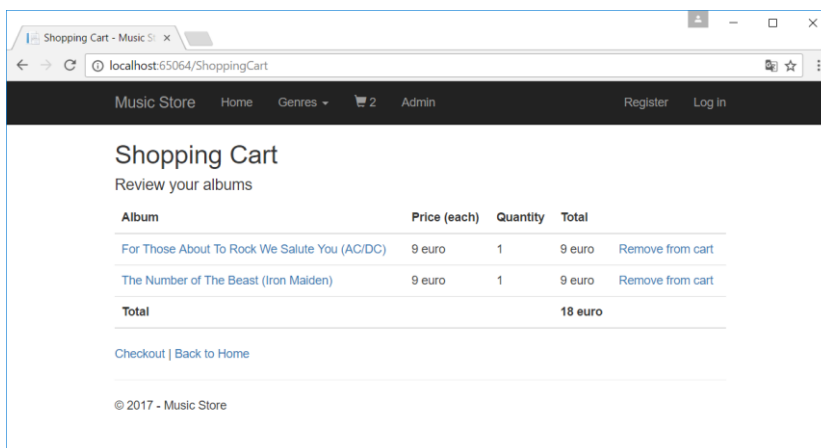 Shopping Cart - Music St
localhost:65064/ShoppingCart
Music Store Home Genres 2 Admin Register Log in
Shopping Cart
Review your albums
Album Price (each) Quantity Total
For Those About To Rock We Salute You (AC/DC) 9 euro 1 9 euro Remove from cart
The Number of The Beast (Iron Maiden) 9 euro 1 9 euro Remove from cart
Total 18 euro
Checkout | Back to Home
© 2017 - Music Store